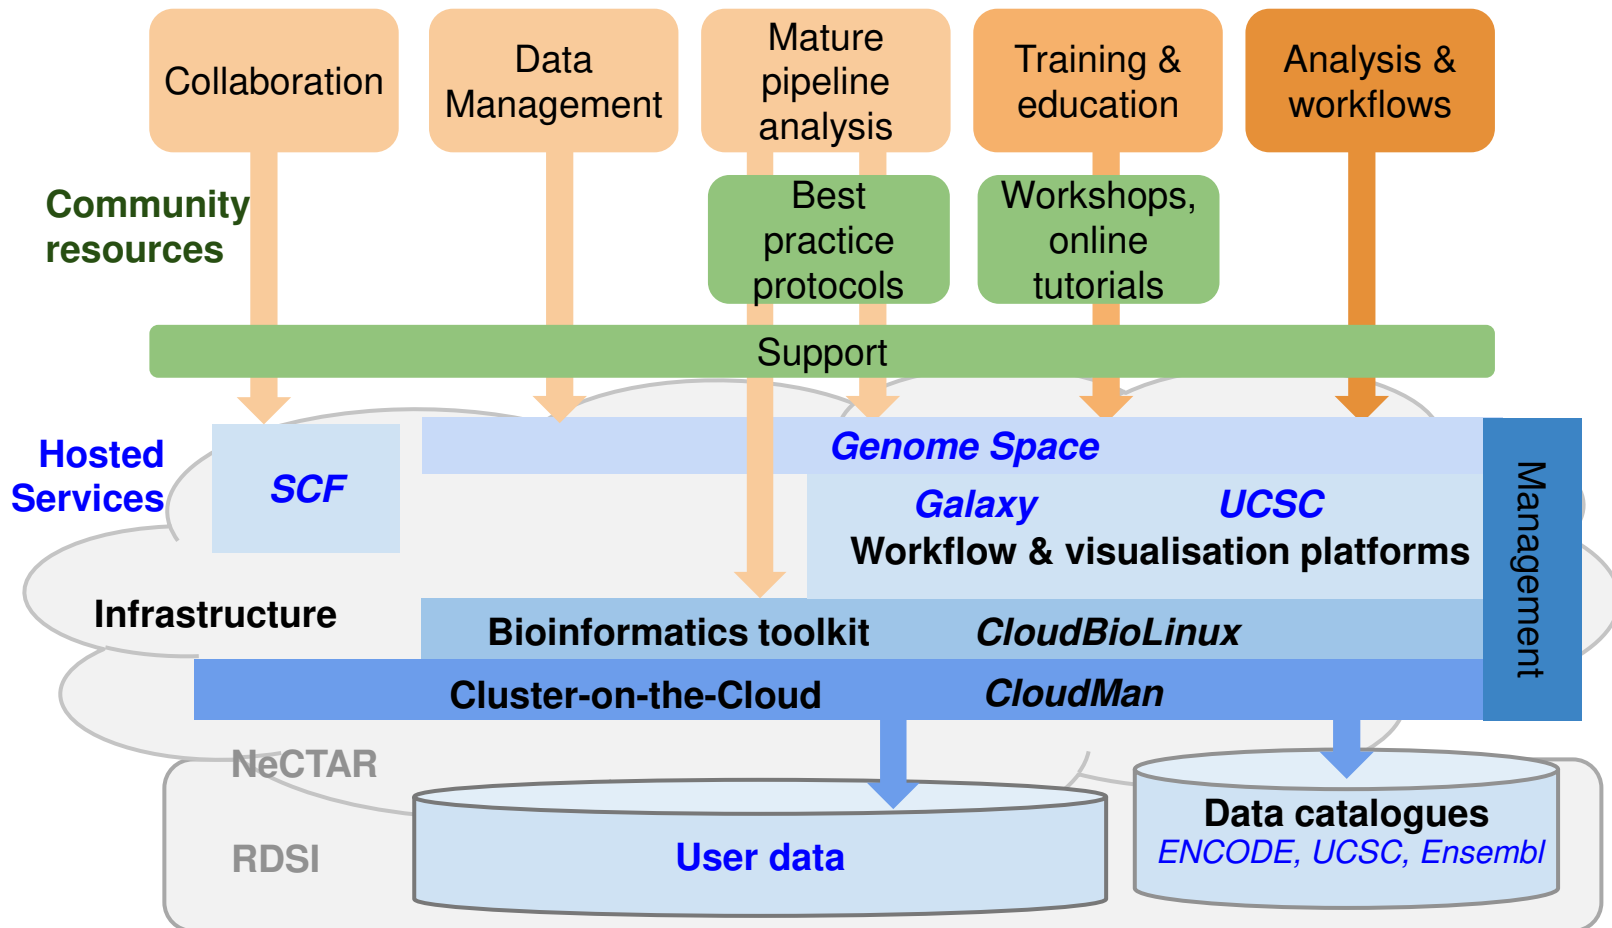 Collaboration
Data
Management
Mature
pipeline
analysis
Training &
education
Analysis &
workflows
Community
resources
Best
practice
protocols
Workshops,
online
tutorials
Support
Hosted
Services
SCF
Genome Space
Galaxy
UCSC
Workflow & visualisation platforms
Management
Infrastructure
Bioinformatics toolkit
CloudBioLinux
Cluster-on-the-Cloud
CloudMan
NeCTAR
RDSI
User data
Data catalogues
ENCODE, UCSC, Ensembl